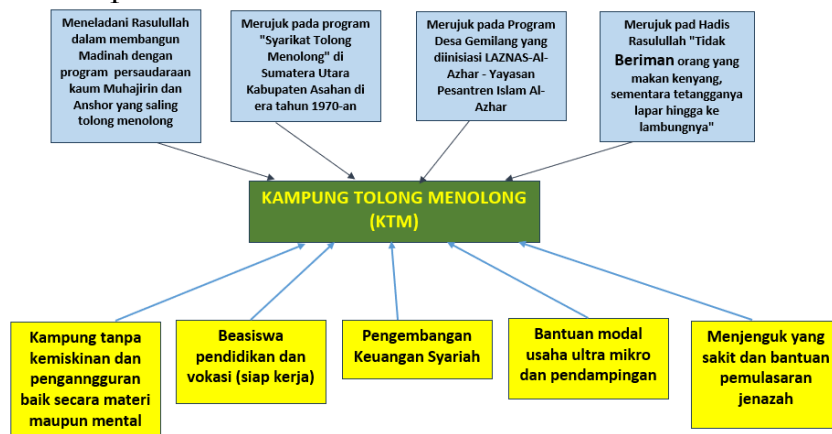 Meneladani Rasulullah
dalam membangun
Madinah dengan
program persaudaraan
kaum Muhajirin dan
Anshor yang saling
tolong menolong
Merujuk pada program
"Syarikat Tolong
Menolong" di
Sumatera Utara
Kabupaten Asahan di
era tahun 1970-an
Merujuk pada Program
Desa Gemilang yang
diinisiasi LAZNAS-Al-
Azhar - Yayasan
Pesantren Islam Al-
Azhar
Merujuk pad Hadis
Rasulullah "Tidak
Beriman orang yang
makan kenyang,
sementara tetangganya
lapar hingga ke
lambungnya"
KAMPUNG TOLONG MENOLONG
(KTM)
Kampung tanpa
kemiskinan dan
penganngguran
baik secara materi
maupun mental
Beasiswa
pendidikan dan
vokasi (siap kerja)
Pengembangan
Keuangan Syariah
Bantuan modal
usaha ultra mikro
dan pendampingan
Menjenguk yang
sakit dan bantuan
pemulasaran
jenazah